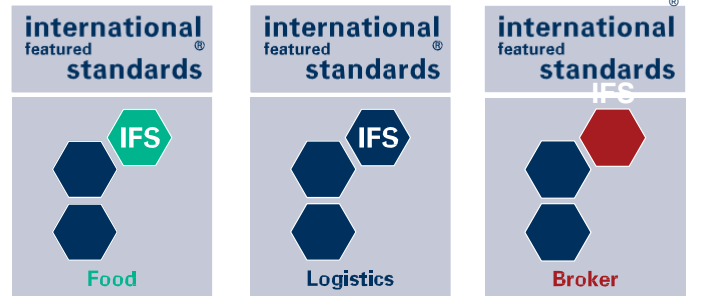 international
featured ®
standards
IFS
Food
international
featured ®
standards
IFS
Logistics
®
international
featured
standards
IFS
Broker